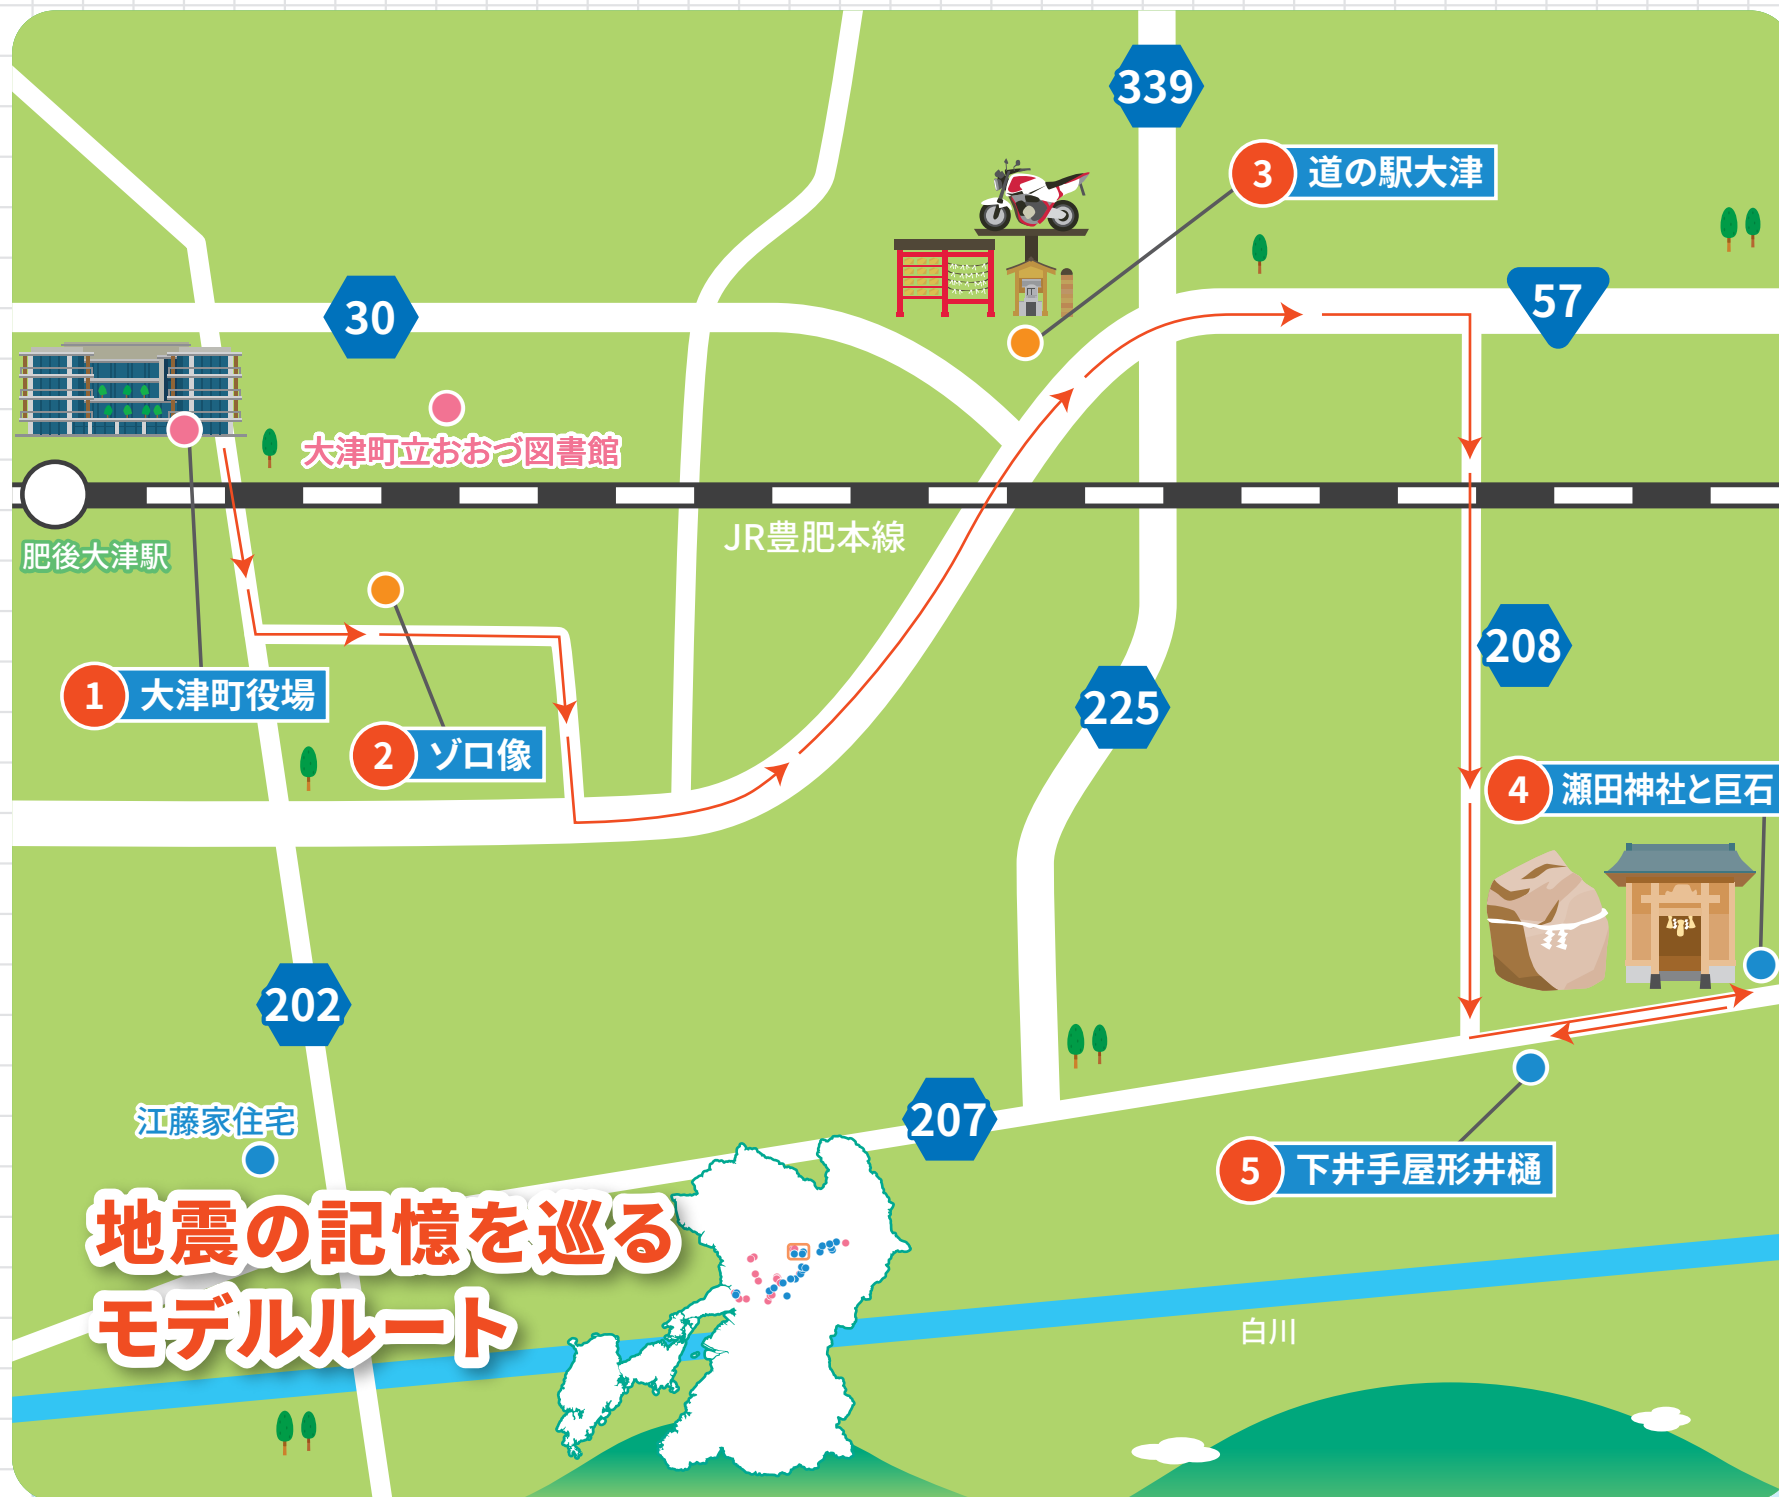 339
3 道の駅大津
57
30
大津町立おおづ図書館
JR豊肥本線
肥後大津駅
208
1 大津町役場
225
2 ゾロ像
4 瀬田神社と巨石
202
207
江藤家住宅
5 下井手屋形井樋
地震の記憶を巡る
モデルルート
白川